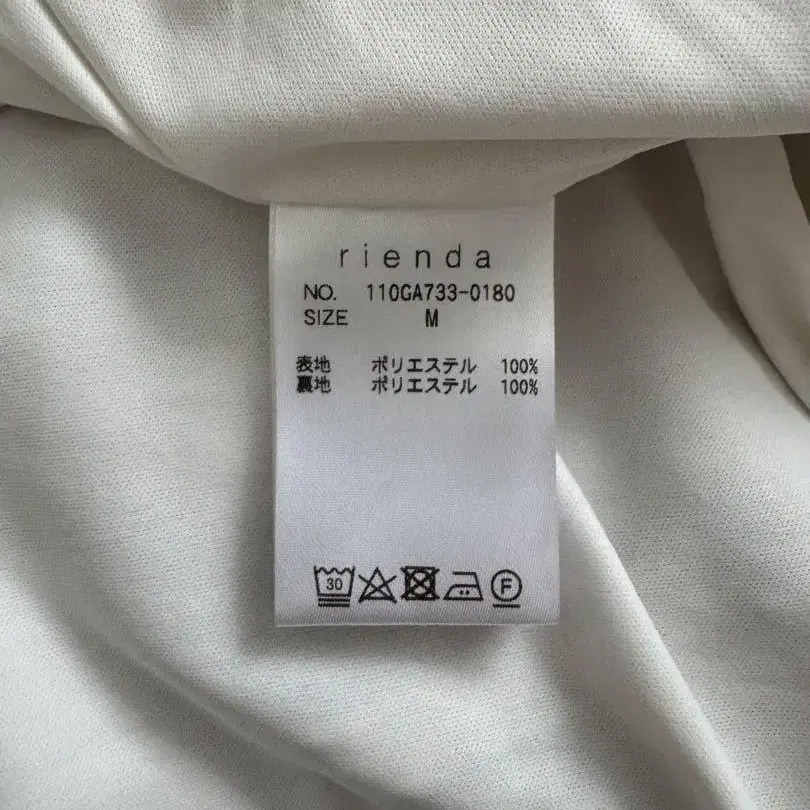 rienda
NO. 110GA733-0180
SIZE M
表地 ポリエステル 100%
裏地 ポリエステル 100%
30 F